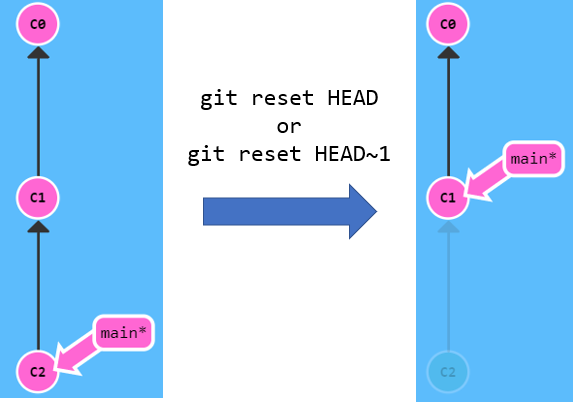 C0
C1
main*
C2
git reset HEAD
or
git reset HEAD~1
C0
main*
C1
C2